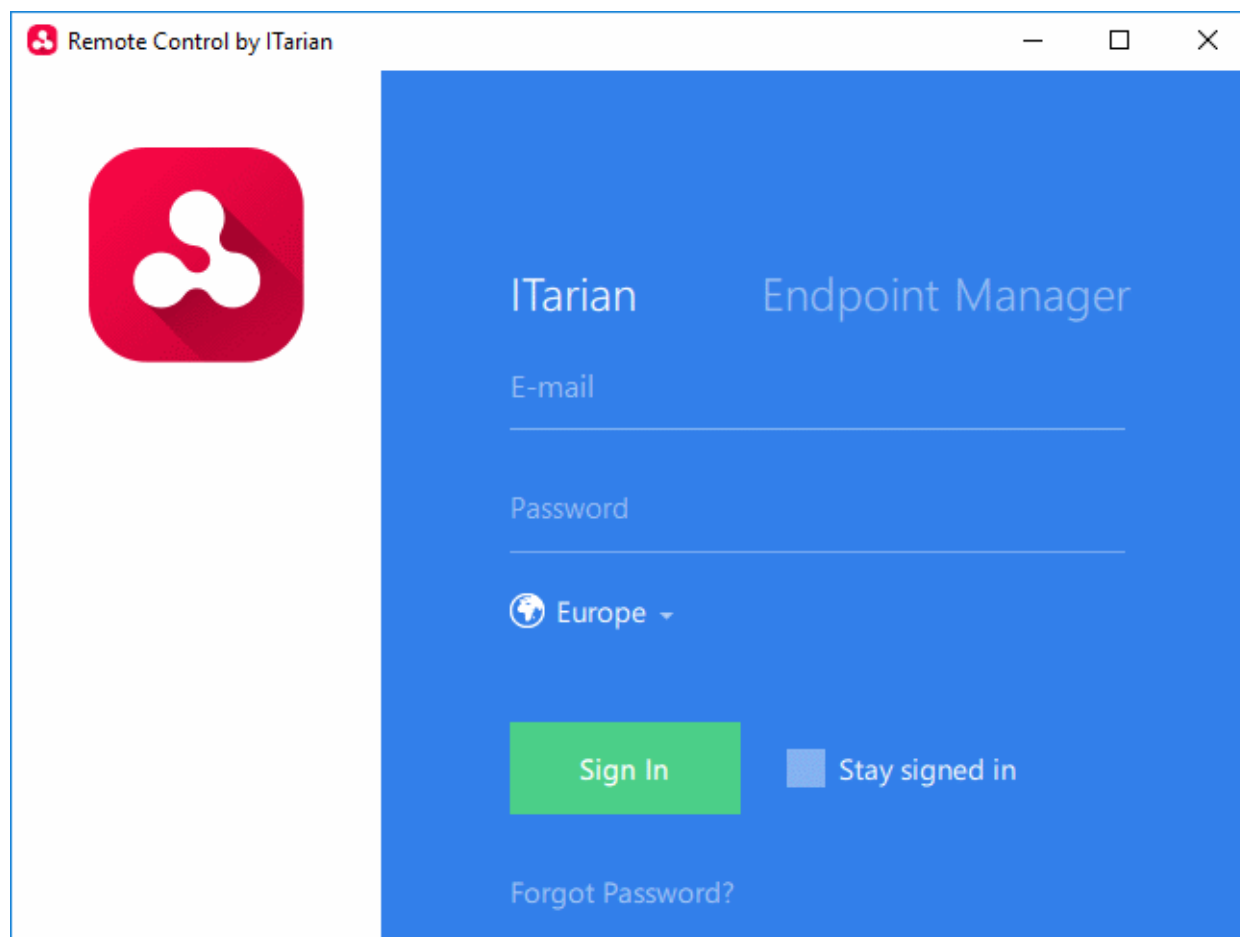 Remote Control by ITarian
ITarian Endpoint Manager
E-mail
Password
Europe
Sign In Stay signed in
Forgot Password?